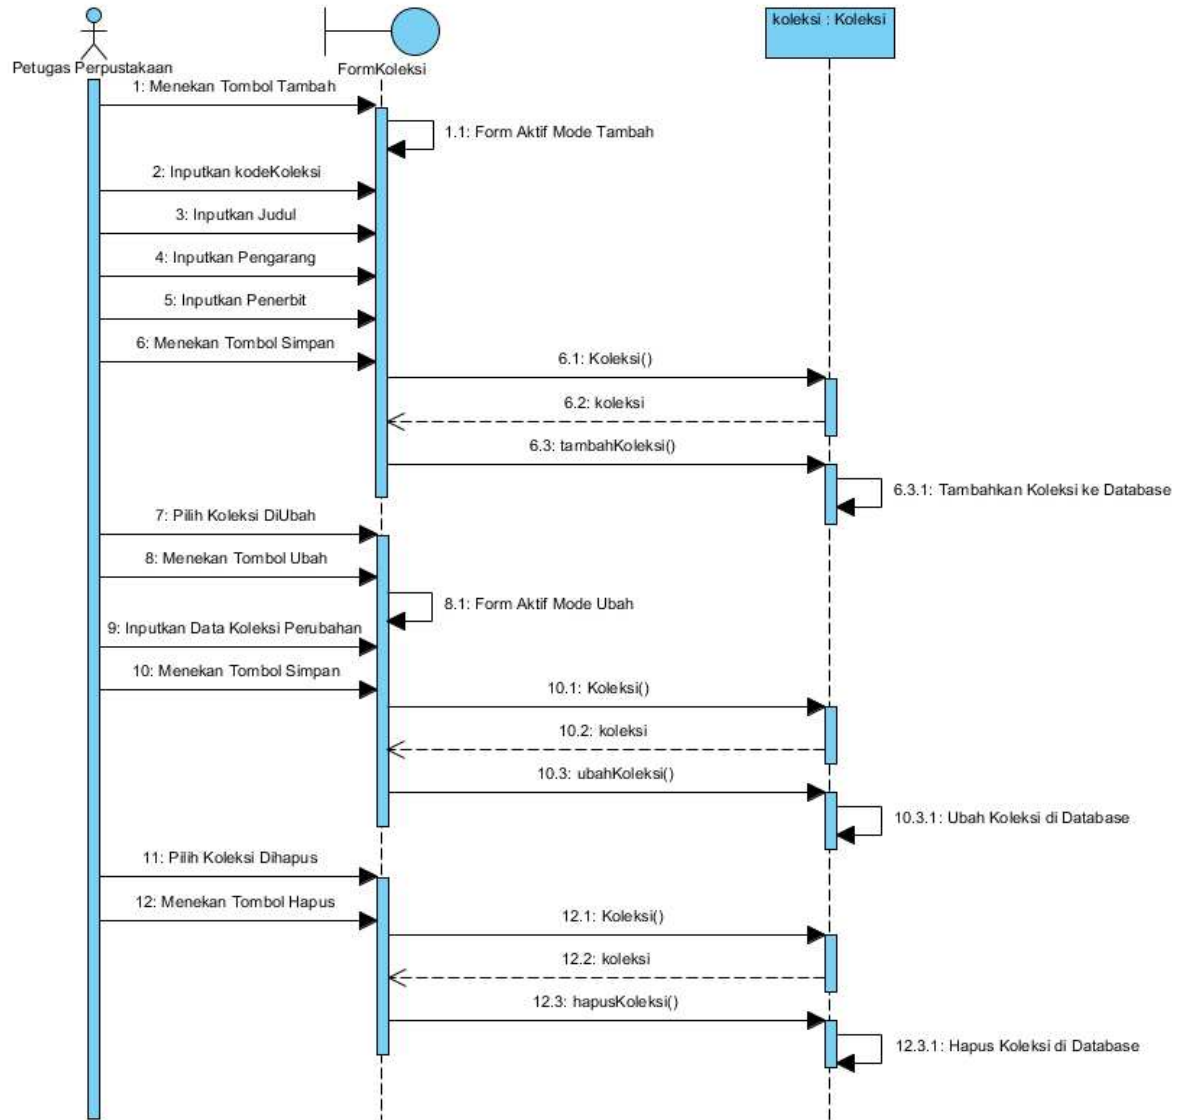 koleksi : Koleksi
Petugas Perpustakaan
FormKoleksi
1: Menekan Tombol Tambah
1.1: Form Aktif Mode Tambah
2: Inputkan kodeKoleksi
3: Inputkan Judul
4: Inputkan Pengarang
5: Inputkan Penerbit
6: Menekan Tombol Simpan
6.1: Koleksi()
6.2: koleksi
6.3: tambahKoleksi()
6.3.1: Tambahkan Koleksi ke Database
7: Pilih Koleksi DiUbah
8: Menekan Tombol Ubah
8.1: Form Aktif Mode Ubah
9: Inputkan Data Koleksi Perubahan
10: Menekan Tombol Simpan
10.1: Koleksi()
10.2: koleksi
10.3: ubahKoleksi()
10.3.1: Ubah Koleksi di Database
11: Pilih Koleksi Dihapus
12: Menekan Tombol Hapus
12.1: Koleksi()
12.2: koleksi
12.3: hapusKoleksi()
12.3.1: Hapus Koleksi di Database